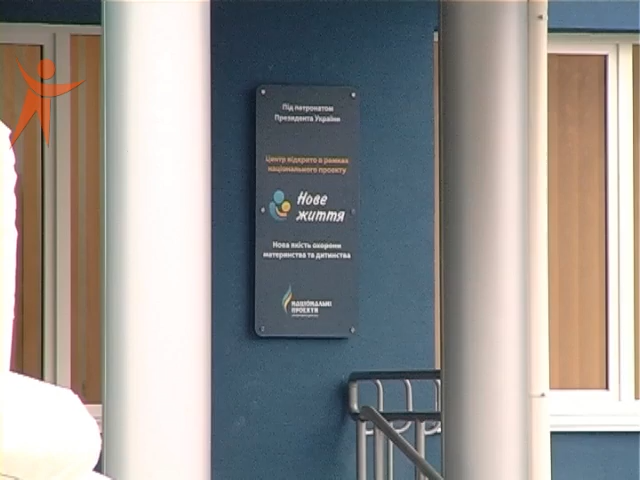 Під патронатом
Президента України
Центр відкрито в рамках
національного проекту
Нове
життя
Нова якість охорони
материнства та дитинства
НАЦІОНАЛЬНІ
ПРОЕКТИ